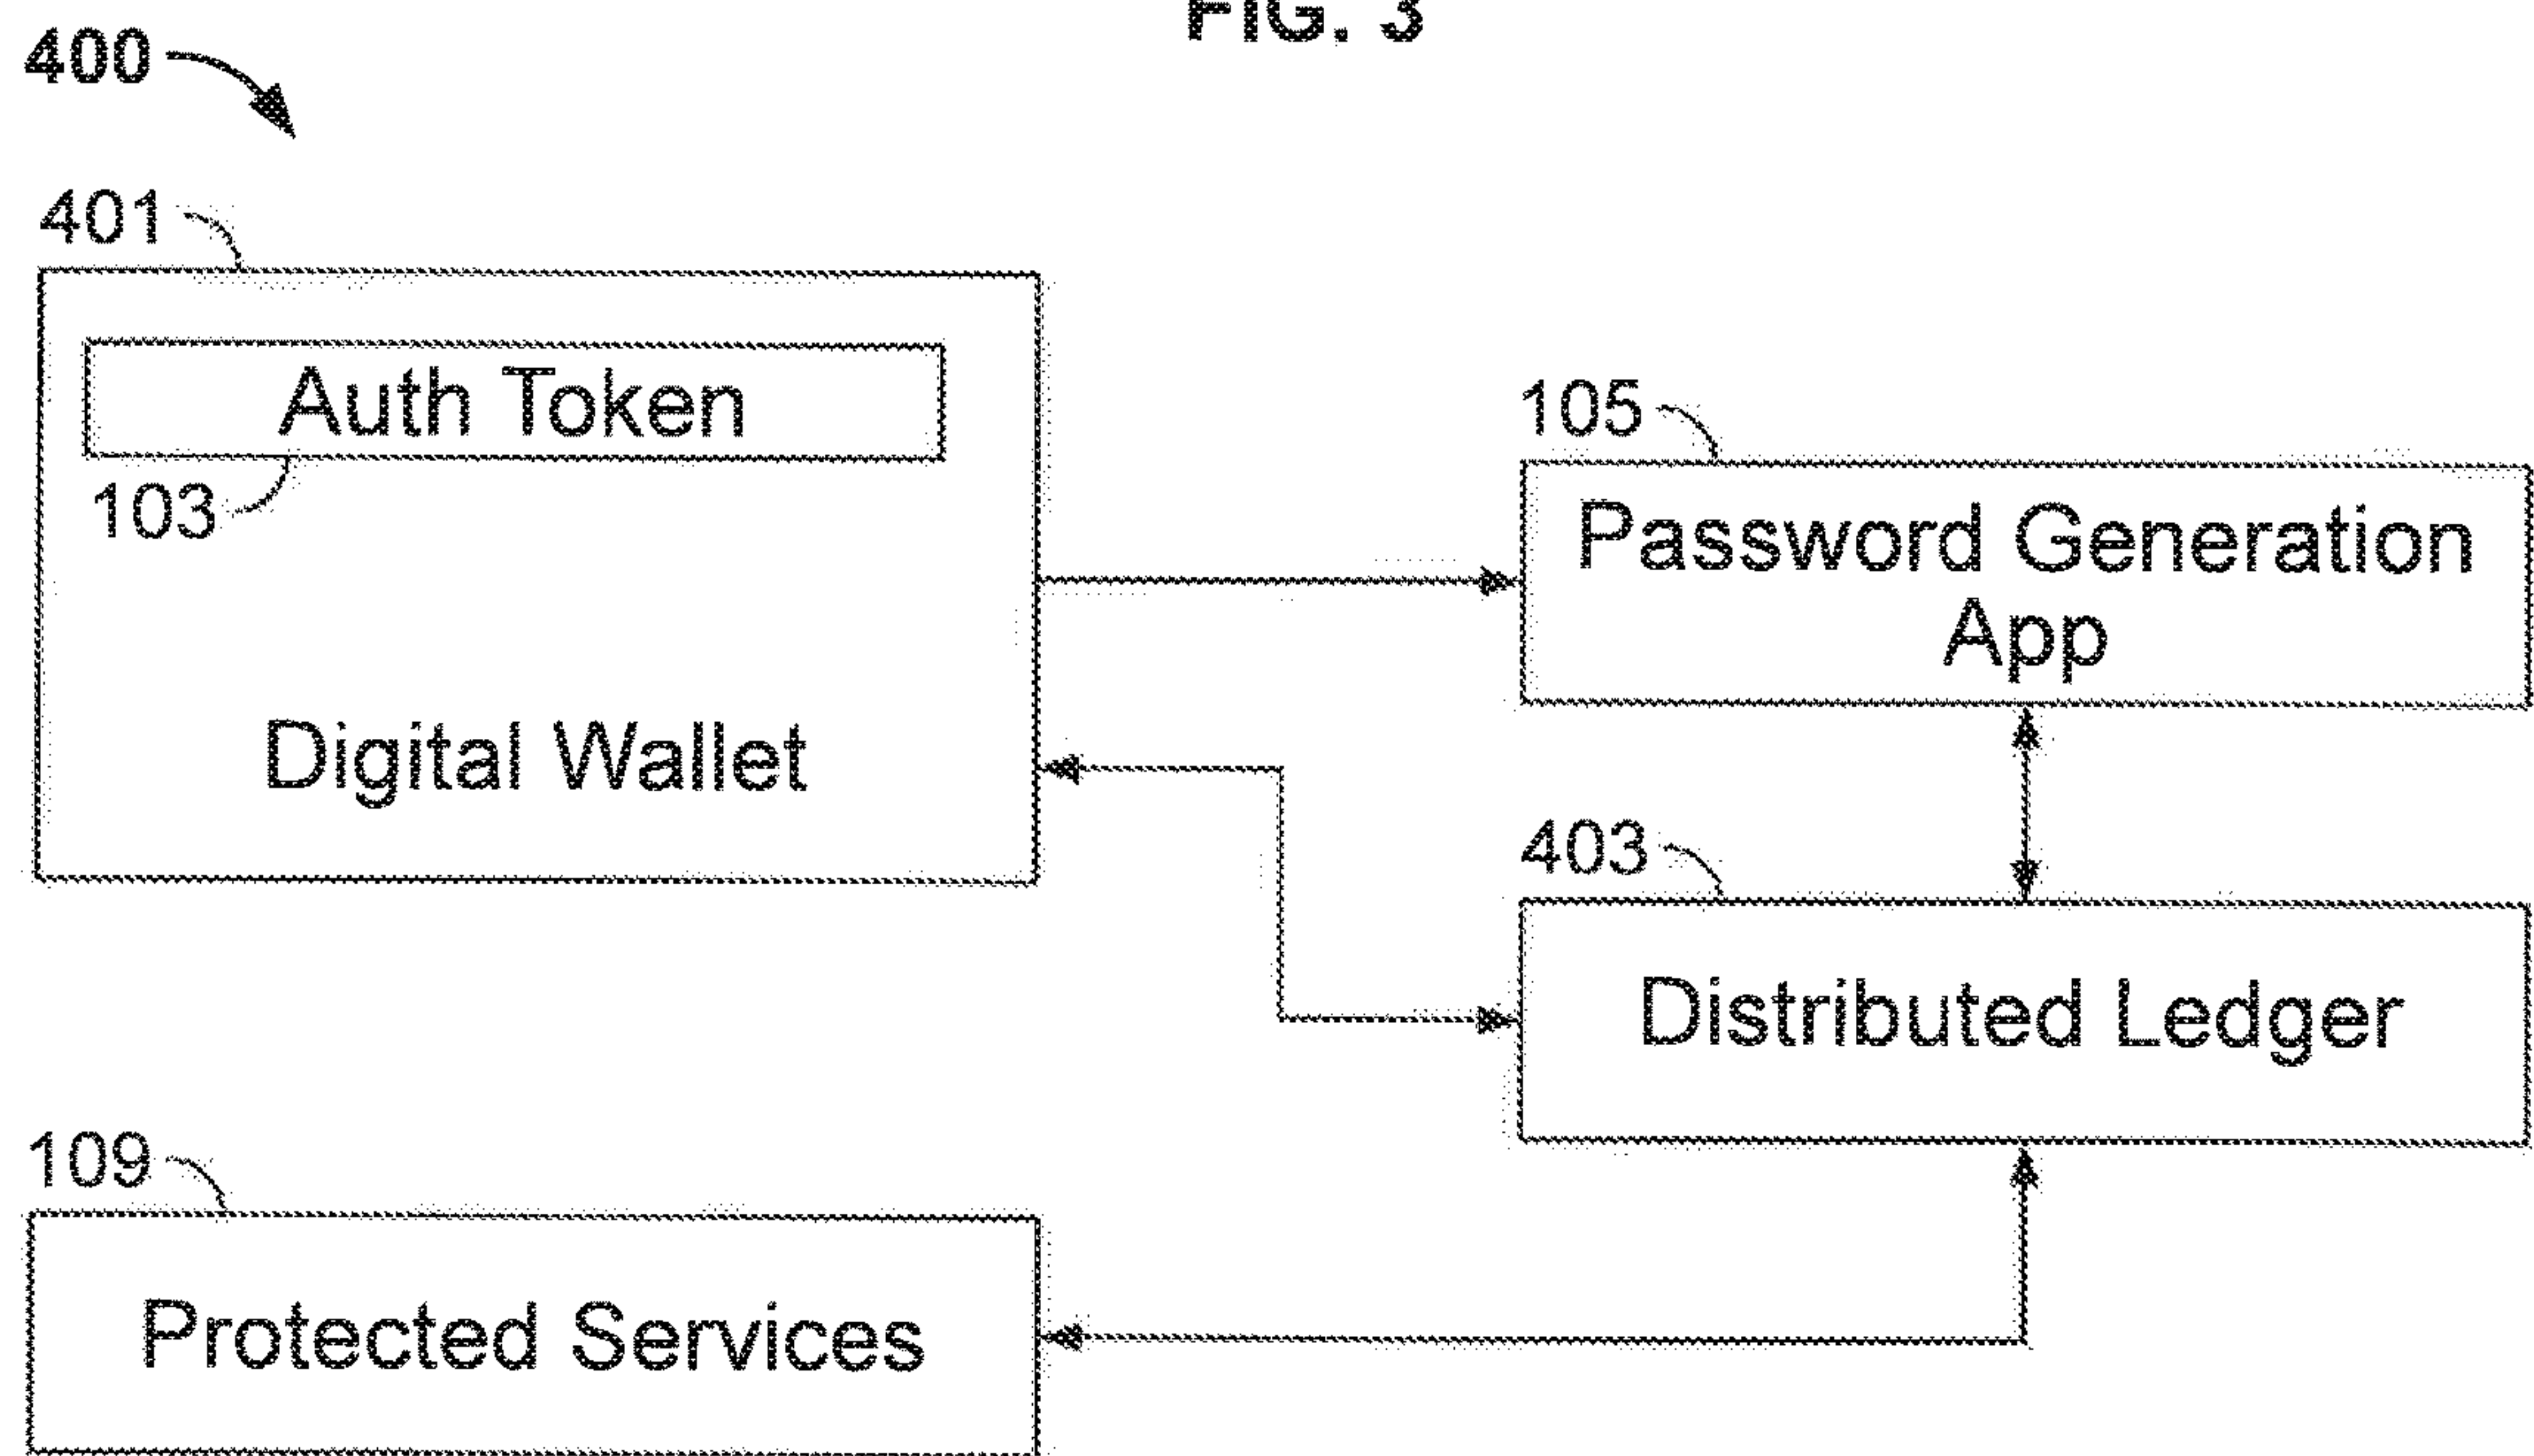 FIG. 3
400
401
Auth Token
103
Digital Wallet
105
Password Generation
App
403
Distributed Ledger
109
Protected Services